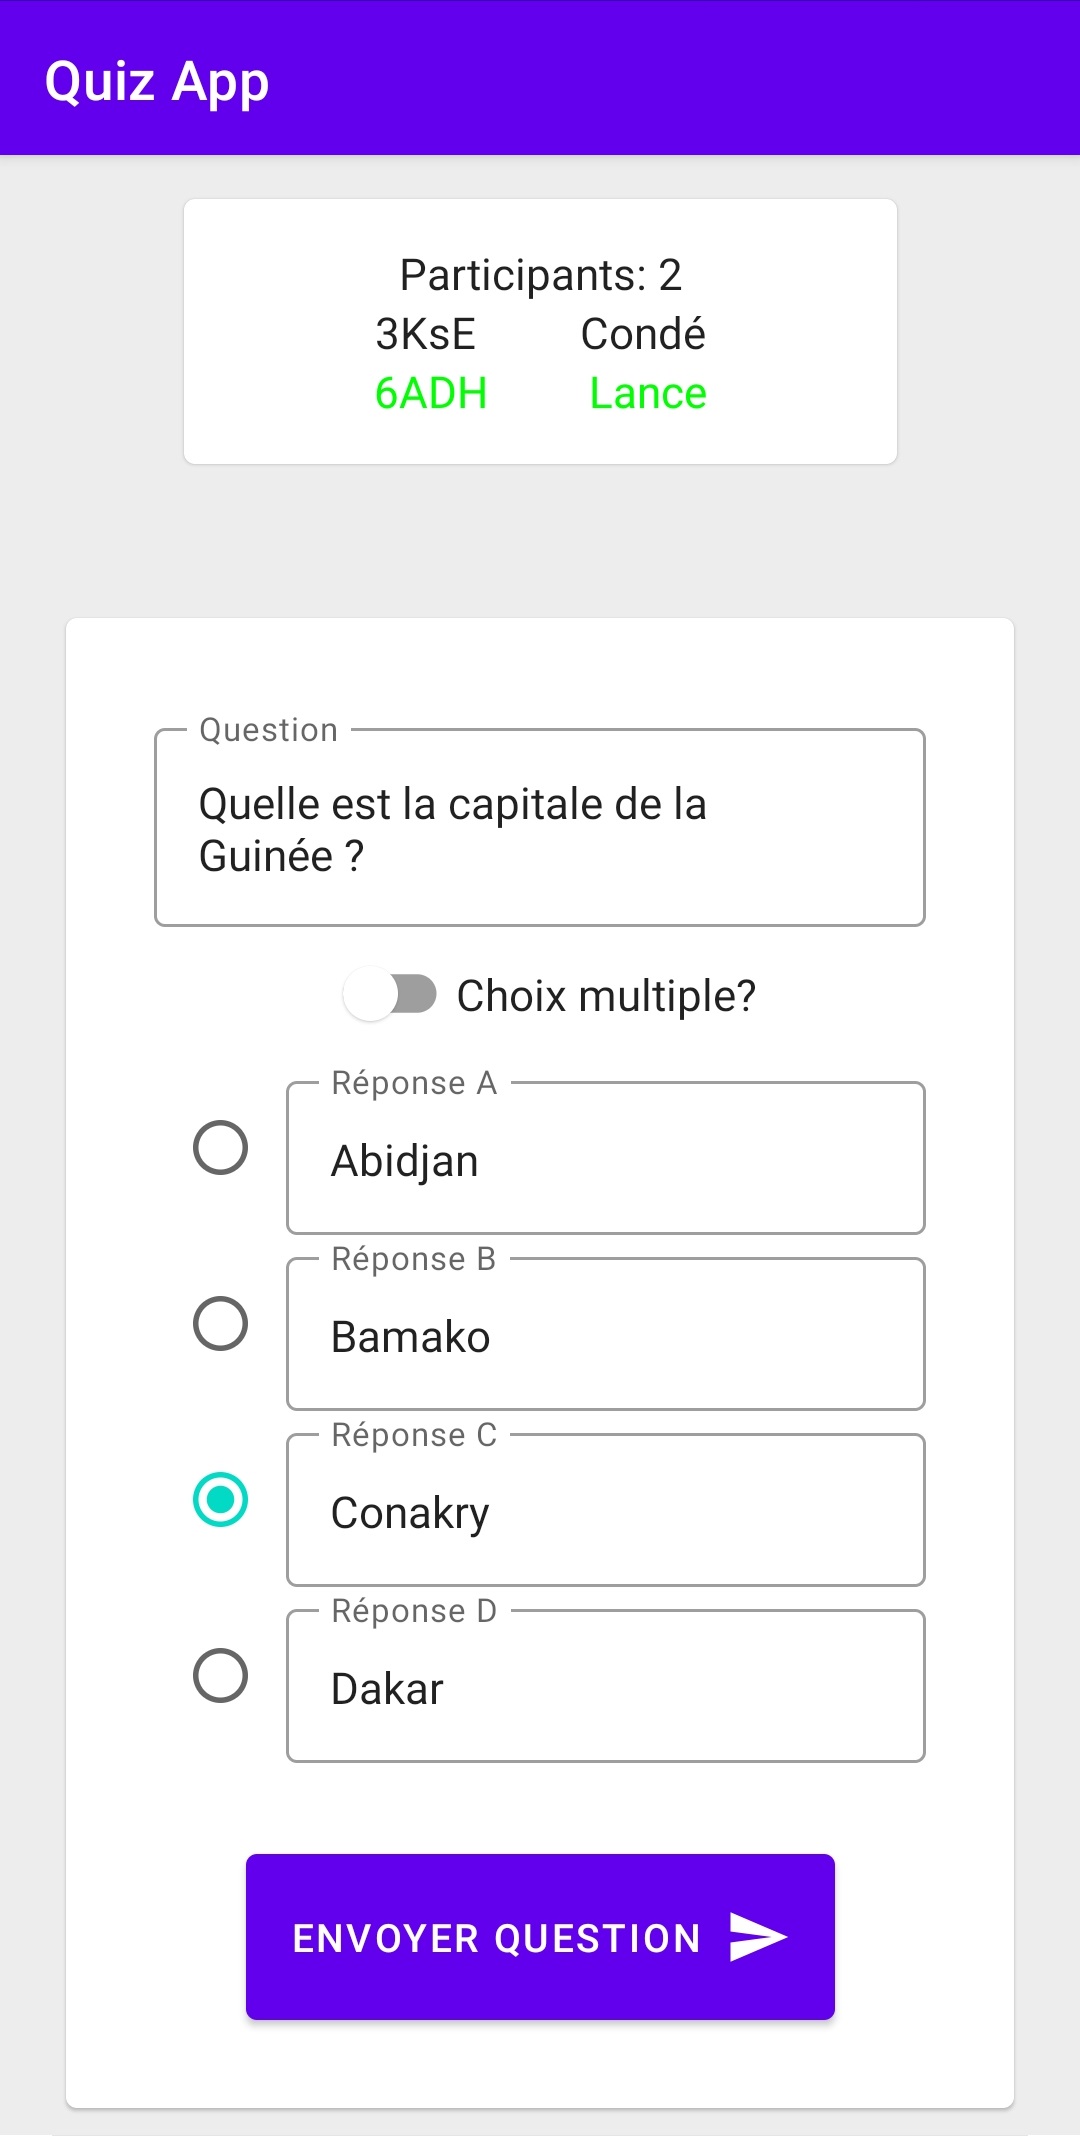 Quiz App
Participants: 2
3KsE Condé
6ADH Lance
Question
Quelle est la capitale de la
Guinée ?
Choix multiple?
Réponse A
Abidjan
Réponse B
Bamako
Réponse C
Conakry
Réponse D
Dakar
ENVOYER QUESTION